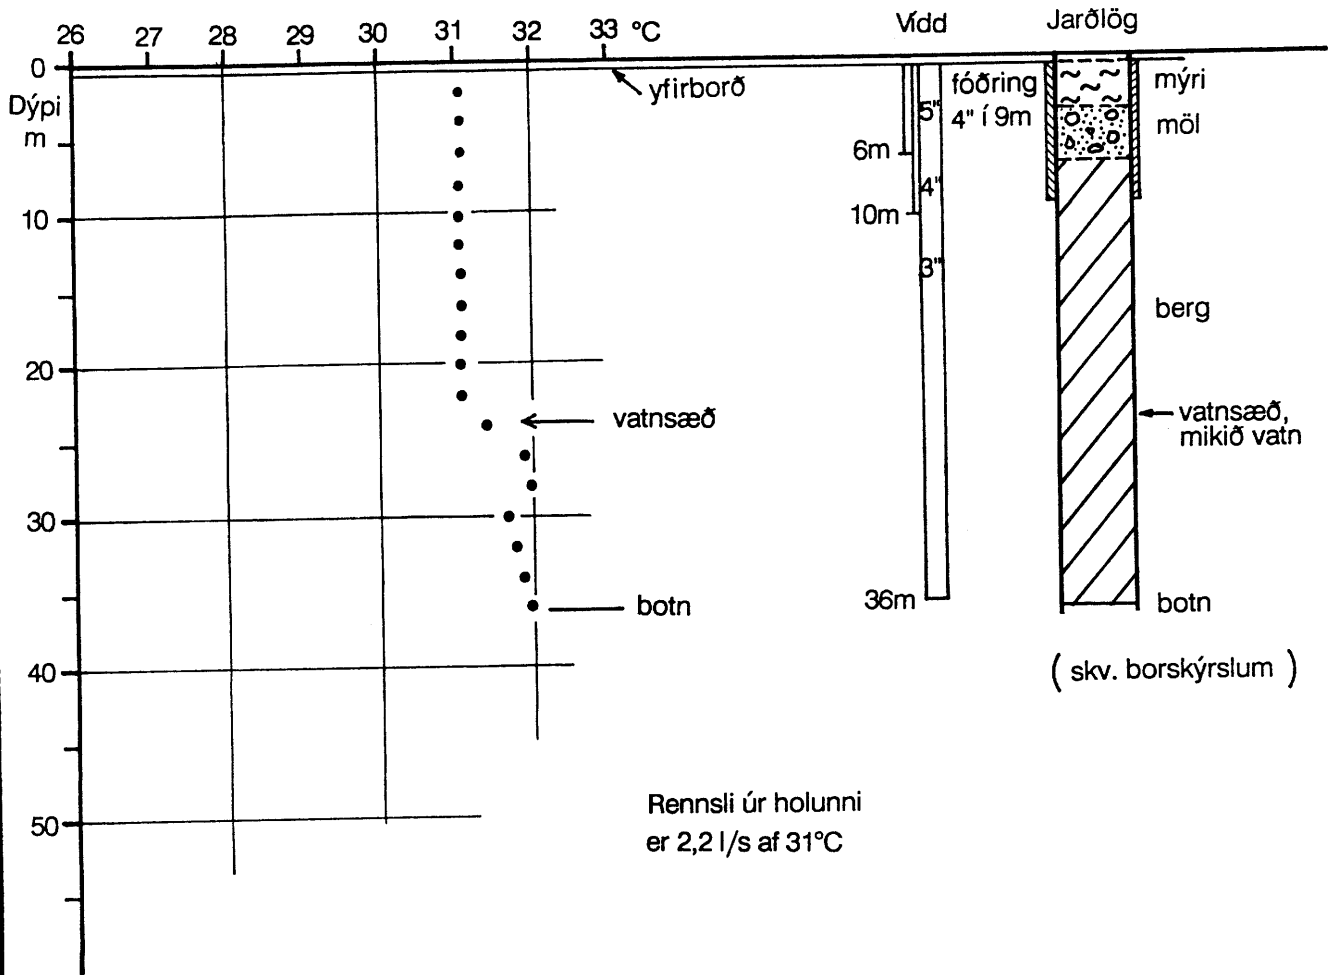 26 27 28 29 30 31 32 33 °C
Vídd
Jarðlög
0
Dýpi
m
10
20
30
40
50
yfirborð
vatnsæð
botn
5"
4"
3"
6m
10m
36m
fóðring
4" í 9m
mýri
möl
berg
vatnsæð,
mikið vatn
botn
( skv. borskýrslum )
Rennsli úr holunni
er 2,2 l/s af 31°C